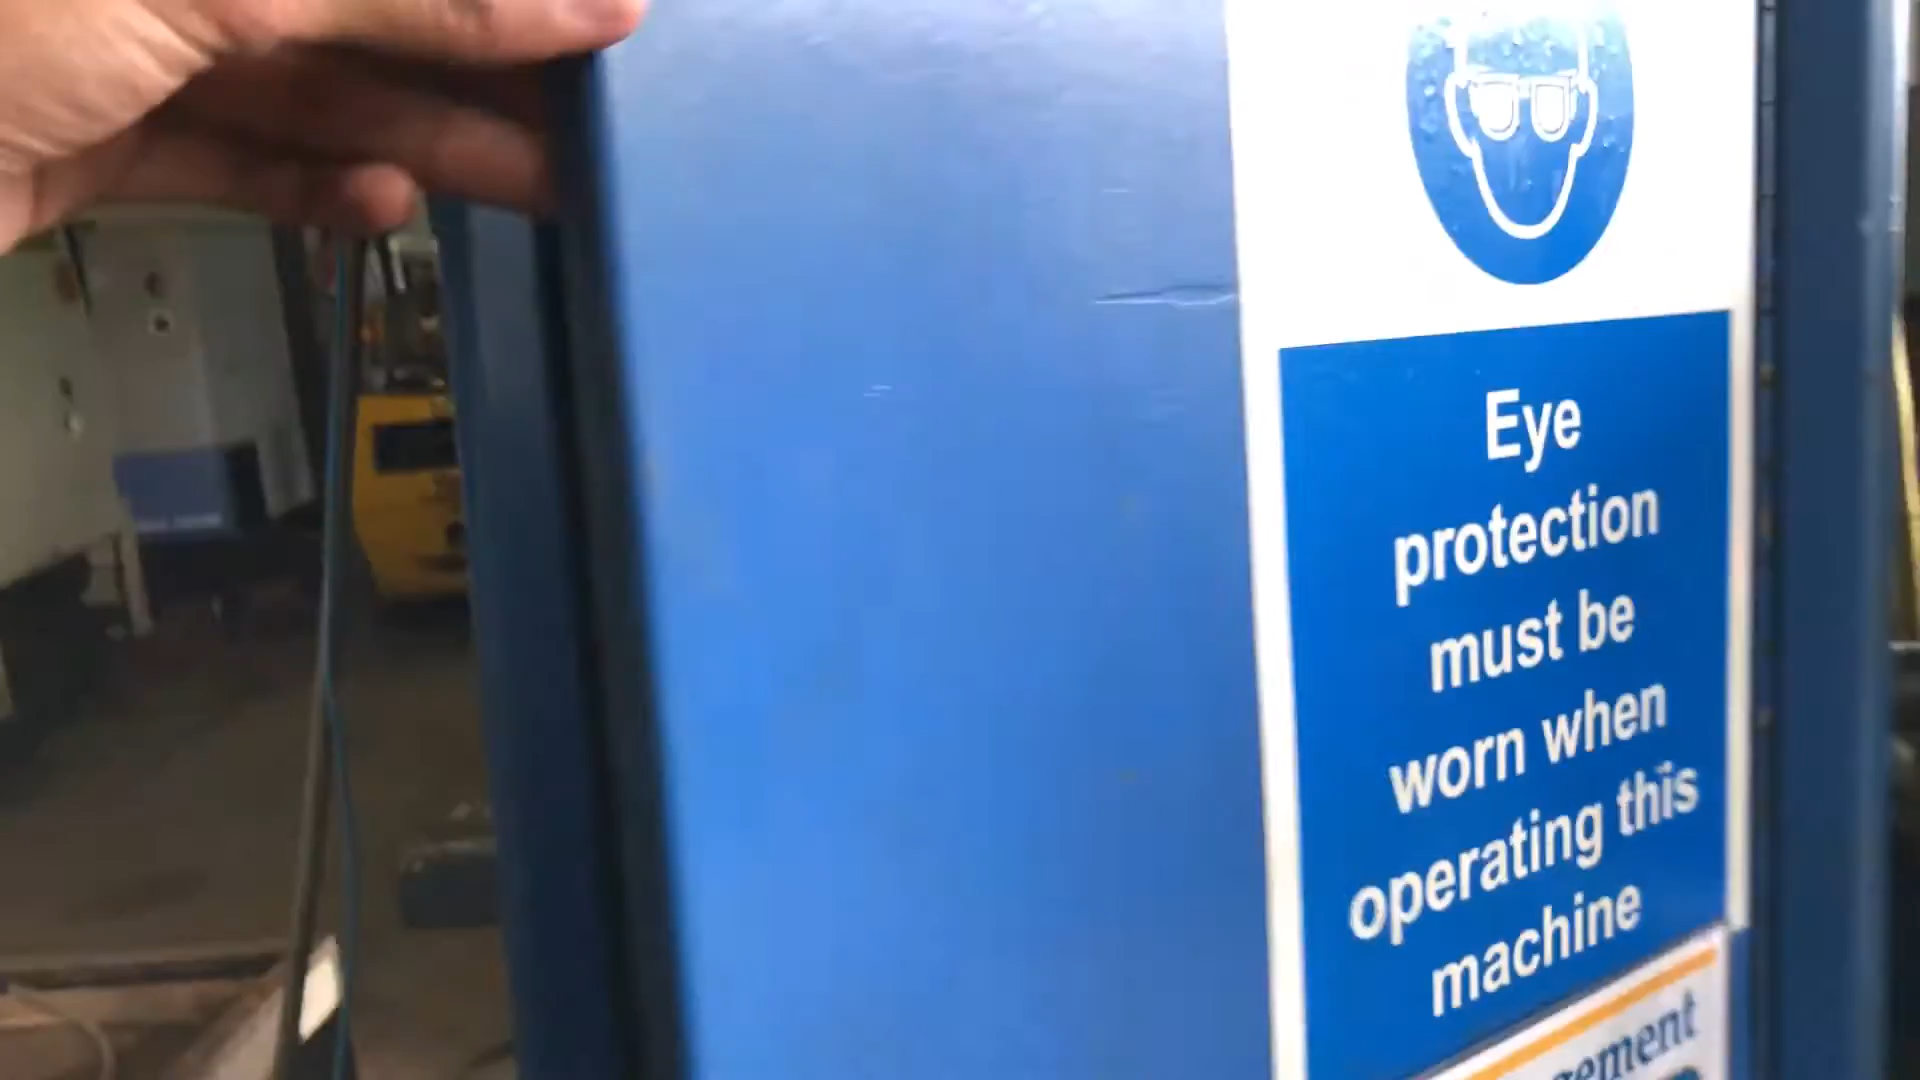 Eye
protection
must be
worn when
operating this
machine